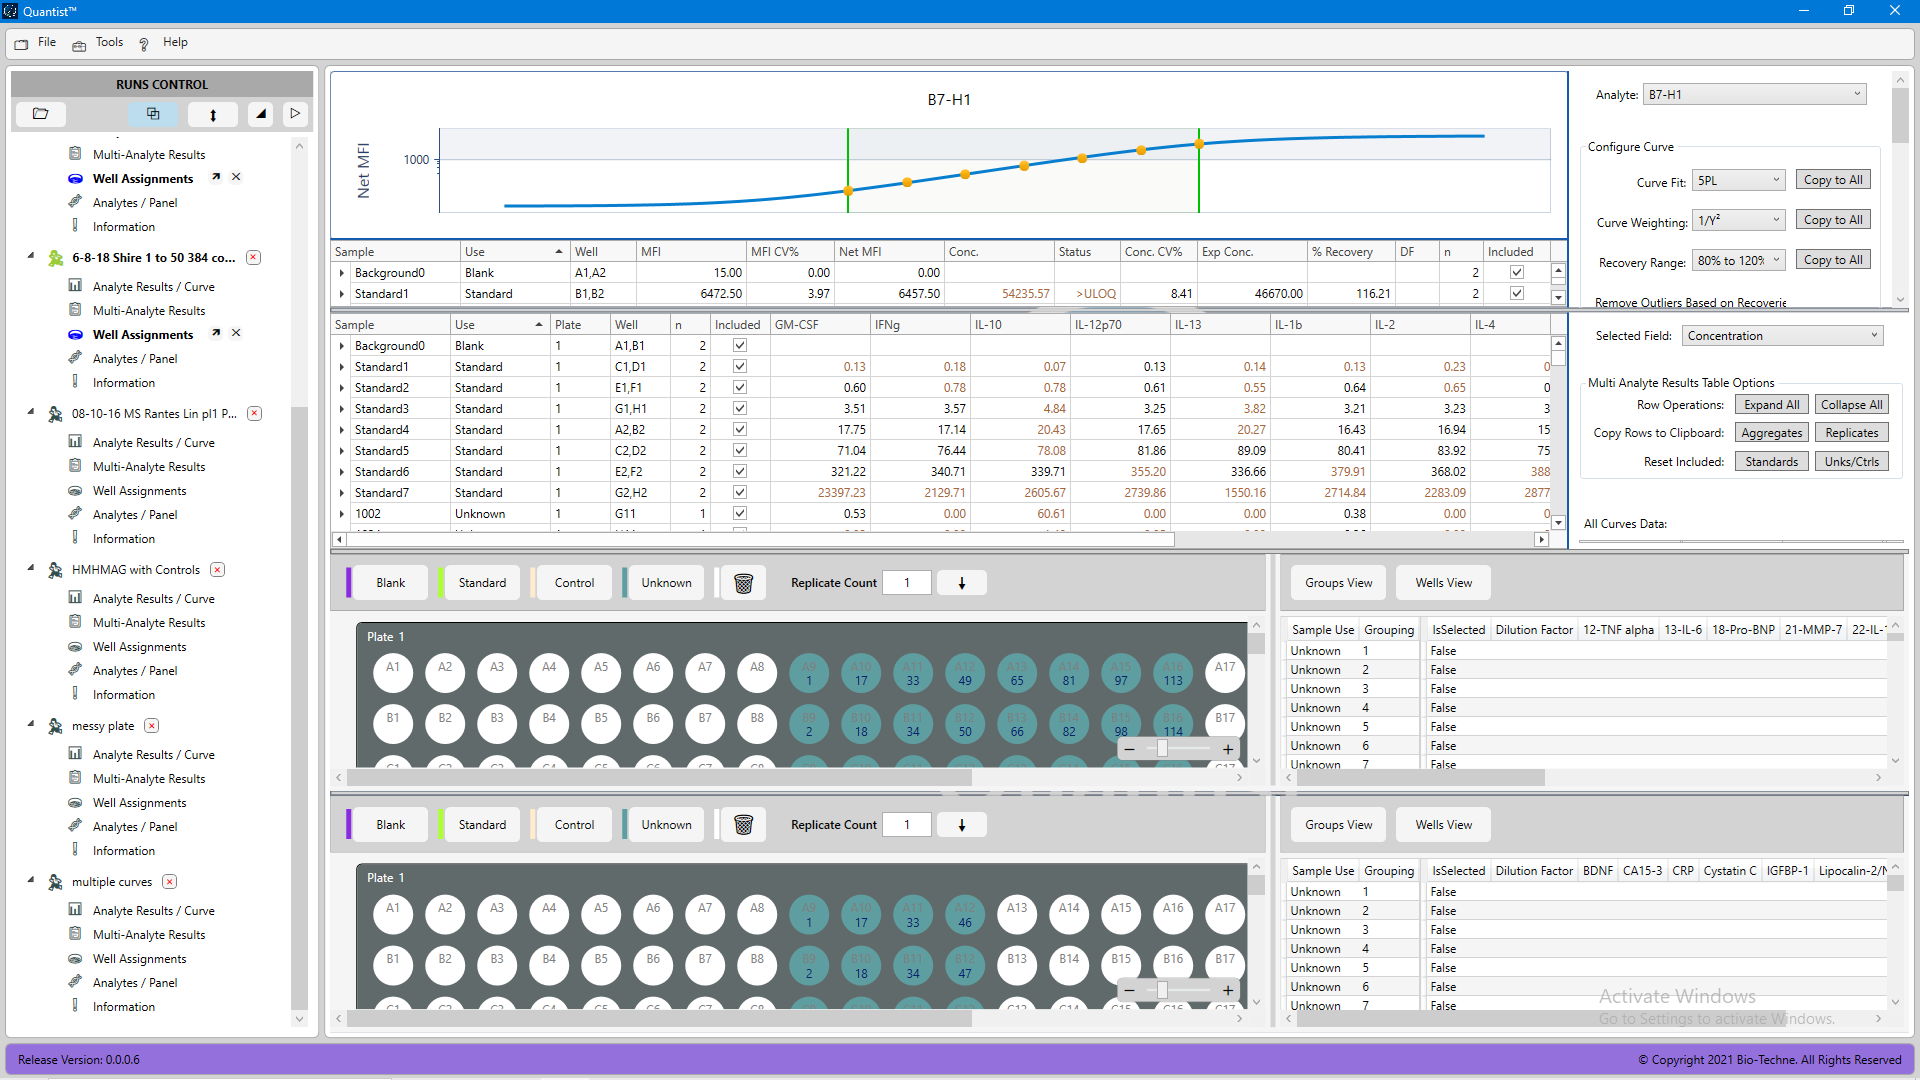 Quantist™
File Tools ? Help
RUNS CONTROL
Multi-Analyte Results
Well Assignments
Analytes / Panel
Information
6-8-18 Shire 1 to 50 384 co...
Analyte Results / Curve
Multi-Analyte Results
Well Assignments
Analytes / Panel
Information
08-10-16 MS Rantes Lin pl1 P...
Analyte Results / Curve
Multi-Analyte Results
Well Assignments
Analytes / Panel
Information
HMHMAG with Controls
Analyte Results / Curve
Multi-Analyte Results
Well Assignments
Analytes / Panel
Information
messy plate
Analyte Results / Curve
Multi-Analyte Results
Well Assignments
Analytes / Panel
Information
multiple curves
Analyte Results / Curve
Multi-Analyte Results
Well Assignments
Analytes / Panel
Information
B7-H1
Net MFI
1000
Sample Use Well MFI MFI CV% Net MFI Conc. Status Conc. CV% Exp Conc. % Recovery DF n Included
Background0 Blank A1,A2 15.00 0.00 0.00 2
Standard1 Standard B1,B2 6472.50 3.97 6457.50 54235.57 >ULOQ 8.41 46670.00 116.21 2
Analyte: B7-H1
Configure Curve
Curve Fit: 5PL Copy to All
Curve Weighting: 1/Y² Copy to All
Recovery Range: 80% to 120% Copy to All
Remove Outliers Based on Recoverie
Sample Use Plate Well n Included GM-CSF IFNg IL-10 IL-12p70 IL-13 IL-1b IL-2 IL-4
Background0 Blank 1 A1,B1 2
Standard1 Standard 1 C1,D1 2 0.13 0.18 0.07 0.13 0.14 0.13 0.23 0
Standard2 Standard 1 E1,F1 2 0.60 0.78 0.78 0.61 0.55 0.64 0.65 0
Standard3 Standard 1 G1,H1 2 3.51 3.57 4.84 3.25 3.82 3.21 3.23 3
Standard4 Standard 1 A2,B2 2 17.75 17.14 20.43 17.65 20.27 16.43 16.94 15
Standard5 Standard 1 C2,D2 2 71.04 76.44 78.08 81.86 89.09 80.41 83.92 75
Standard6 Standard 1 E2,F2 2 321.22 340.71 339.71 355.20 336.66 379.91 368.02 388
Standard7 Standard 1 G2,H2 2 23397.23 2129.71 2605.67 2739.86 1550.16 2714.84 2283.09 2877
1002 Unknown 1 G11 1 0.53 0.00 60.61 0.00 0.00 0.38 0.00 0
Selected Field: Concentration
Multi Analyte Results Table Options
Row Operations: Expand All Collapse All
Copy Rows to Clipboard: Aggregates Replicates
Reset Included: Standards Unks/Ctrls
All Curves Data:
Blank Standard Control Unknown Replicate Count 1
Plate 1
A1 A2 A3 A4 A5 A6 A7 A8 A9 A10 A11 A12 A13 A14 A15 A16 A17
1 17 33 49 65 81 97 113
B1 B2 B3 B4 B5 B6 B7 B8 B9 B10 B11 B12 B13 B14 B15 B16 B17
2 18 34 50 66 82 98 114
Groups View Wells View
Sample Use Grouping IsSelected Dilution Factor 12-TNF alpha 13-IL-6 18-Pro-BNP 21-MMP-7 22-IL-
Unknown 1 False
Unknown 2 False
Unknown 3 False
Unknown 4 False
Unknown 5 False
Unknown 6 False
Unknown 7 False
Blank Standard Control Unknown Replicate Count 1
Plate 1
A1 A2 A3 A4 A5 A6 A7 A8 A9 A10 A11 A12 A13 A14 A15 A16 A17
1 17 33 46
B1 B2 B3 B4 B5 B6 B7 B8 B9 B10 B11 B12 B13 B14 B15 B16 B17
2 18 34 47
Groups View Wells View
Sample Use Grouping IsSelected Dilution Factor BDNF CA15-3 CRP Cystatin C IGFBP-1 Lipocalin-2/N
Unknown 1 False
Unknown 2 False
Unknown 3 False
Unknown 4 False
Unknown 5 False
Unknown 6 False
Unknown 7 False
Activate Windows
Go to Settings to activate Windows.
Release Version: 0.0.0.6
© Copyright 2021 Bio-Techne. All Rights Reserved